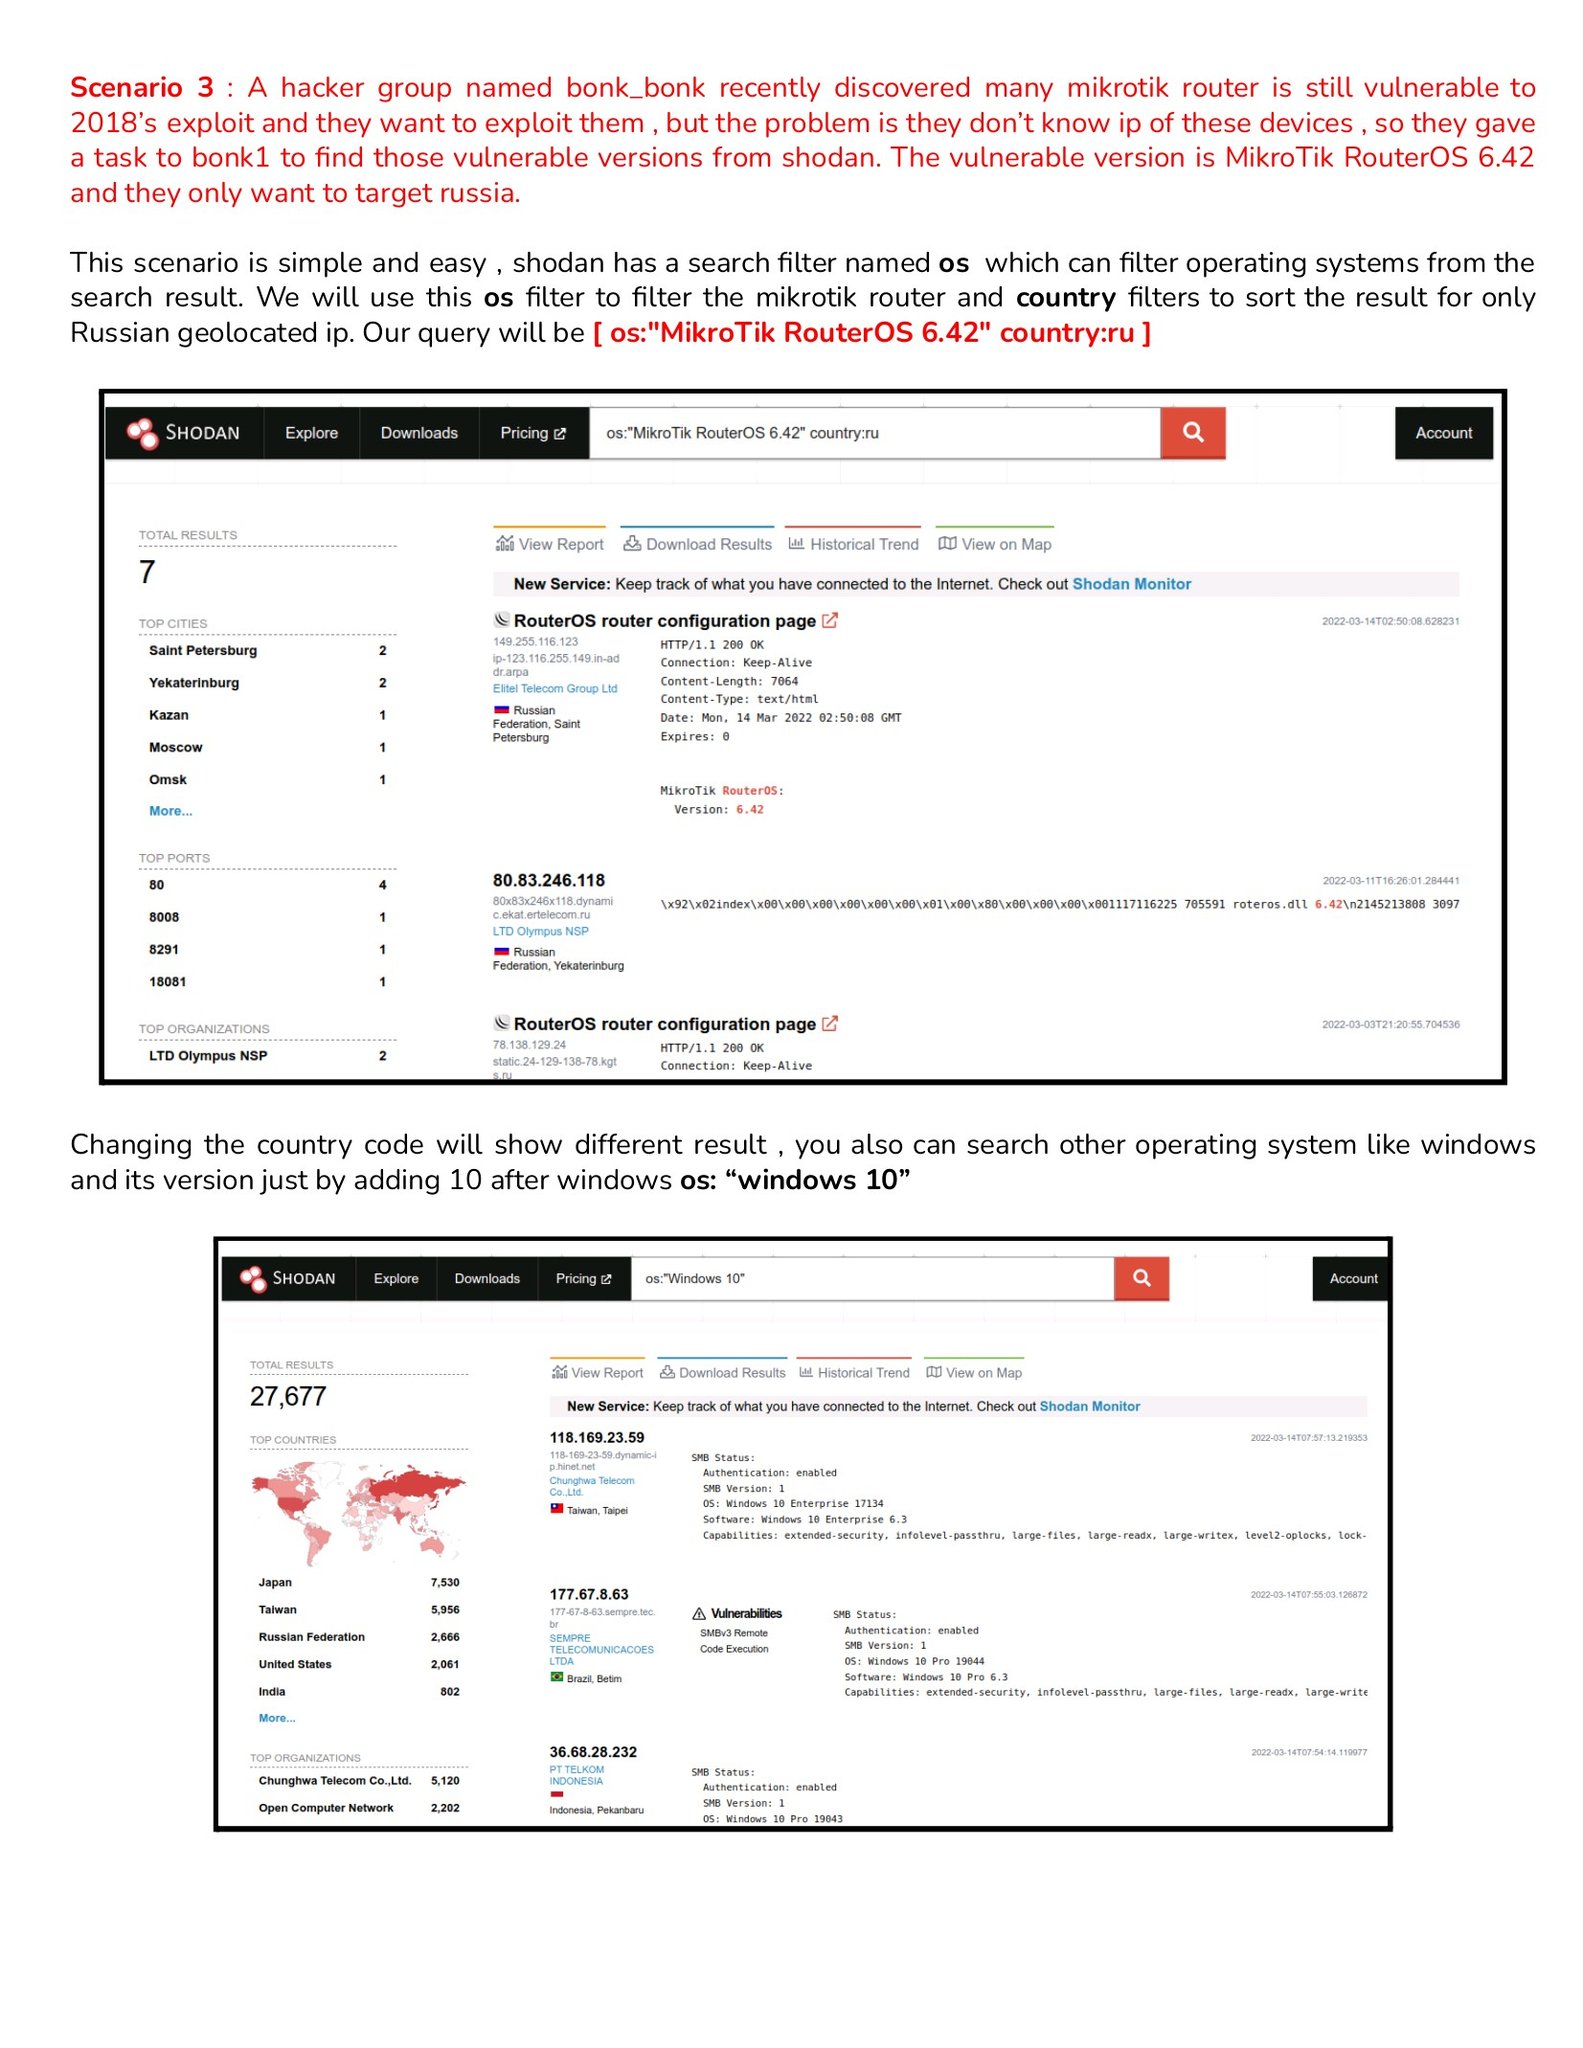 Scenario 3 : A hacker group named bonk_bonk recently discovered many mikrotik router is still vulnerable to
2018’s exploit and they want to exploit them , but the problem is they don’t know ip of these devices , so they gave
a task to bonk1 to find those vulnerable versions from shodan. The vulnerable version is MikroTik RouterOS 6.42
and they only want to target russia.
This scenario is simple and easy , shodan has a search filter named os which can filter operating systems from the
search result. We will use this os filter to filter the mikrotik router and country filters to sort the result for only
Russian geolocated ip. Our query will be [ os:"MikroTik RouterOS 6.42" country:ru ]
SHODAN Explore Downloads Pricing os:"MikroTik RouterOS 6.42" country:ru Account
TOTAL RESULTS
7
TOP CITIES
Saint Petersburg 2
Yekaterinburg 2
Kazan 1
Moscow 1
Omsk 1
More...
TOP PORTS
80 4
8008 1
8291 1
18081 1
TOP ORGANIZATIONS
LTD Olympus NSP 2
View Report Download Results Historical Trend View on Map
New Service: Keep track of what you have connected to the Internet. Check out Shodan Monitor
RouterOS router configuration page 2022-03-14T02:50:08.628231
149.255.116.123
ip-123.116.255.149.in-ad
dr.arpa
Elitel Telecom Group Ltd
Russian
Federation, Saint
Petersburg
HTTP/1.1 200 OK
Connection: Keep-Alive
Content-Length: 7064
Content-Type: text/html
Date: Mon, 14 Mar 2022 02:50:08 GMT
Expires: 0
MikroTik RouterOS:
Version: 6.42
80.83.246.118 2022-03-11T16:26:01.284441
80x83x246x118.dynami
c.ekat.ertelecom.ru
LTD Olympus NSP
Russian
Federation, Yekaterinburg
\x92\x02index\x00\x00\x00\x00\x00\x00\x01\x00\x80\x00\x00\x00\x001117116225 705591 roteros.dll 6.42\n2145213808 3097
RouterOS router configuration page 2022-03-03T21:20:55.704536
78.138.129.24
static.24-129-138-78.kgt
s.ru
HTTP/1.1 200 OK
Connection: Keep-Alive
Changing the country code will show different result , you also can search other operating system like windows
and its version just by adding 10 after windows os: “windows 10”
SHODAN Explore Downloads Pricing os:"Windows 10" Account
TOTAL RESULTS
27,677
TOP COUNTRIES
Japan 7,530
Taiwan 5,956
Russian Federation 2,666
United States 2,061
India 802
More...
TOP ORGANIZATIONS
Chunghwa Telecom Co.,Ltd. 5,120
Open Computer Network 2,202
View Report Download Results Historical Trend View on Map
New Service: Keep track of what you have connected to the Internet. Check out Shodan Monitor
118.169.23.59 2022-03-14T07:57:13.219353
118-169-23-59.dynamic-i
p.hinet.net
Chunghwa Telecom
Co.,Ltd.
Taiwan, Taipei
SMB Status:
Authentication: enabled
SMB Version: 1
OS: Windows 10 Enterprise 17134
Software: Windows 10 Enterprise 6.3
Capabilities: extended-security, infolevel-passthru, large-files, large-readx, large-writex, level2-oplocks, lock-
177.67.8.63 2022-03-14T07:55:03.126872
177-67-8-63.sempre.tec.
br
SEMPRE
TELECOMUNICACOES
LTDA
Brazil, Betim
Vulnerabilities
SMBv3 Remote
Code Execution
SMB Status:
Authentication: enabled
SMB Version: 1
OS: Windows 10 Pro 19044
Software: Windows 10 Pro 6.3
Capabilities: extended-security, infolevel-passthru, large-files, large-readx, large-write
36.68.28.232 2022-03-14T07:54:14.119977
PT TELKOM
INDONESIA
Indonesia, Pekanbaru
SMB Status:
Authentication: enabled
SMB Version: 1
OS: Windows 10 Pro 19043